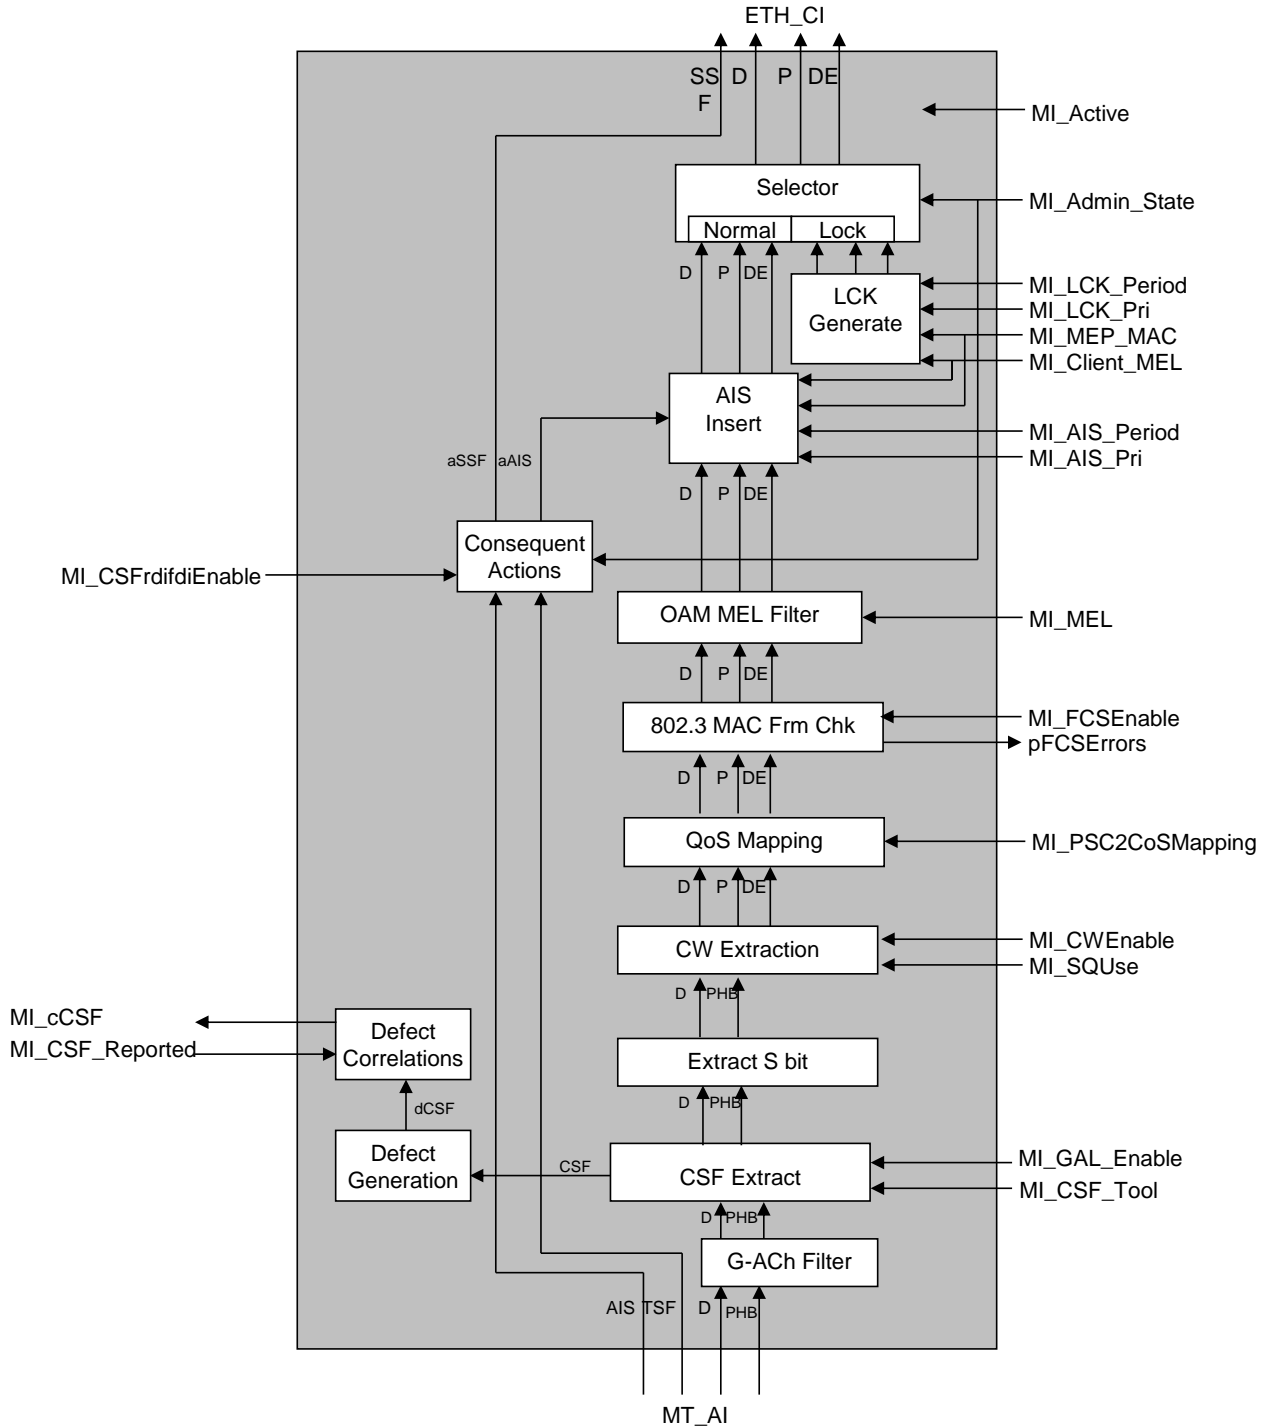 ETH_CI
SS
F
D
P
DE
MI_Active
Selector
MI_Admin_State
Normal
Lock
D
P
DE
LCK
Generate
MI_LCK_Period
MI_LCK_Pri
MI_MEP_MAC
MI_Client_MEL
AIS
Insert
MI_AIS_Period
MI_AIS_Pri
aSSF
aAIS
D
P
DE
Consequent
Actions
MI_CSFrdifdiEnable
OAM MEL Filter
MI_MEL
D
P
DE
802.3 MAC Frm Chk
MI_FCSEnable
pFCSErrors
D
P
DE
QoS Mapping
MI_PSC2CoSMapping
D
P
DE
CW Extraction
MI_CWEnable
MI_SQUse
D
PHB
MI_cCSF
MI_CSF_Reported
Defect
Correlations
Extract S bit
D
PHB
dCSF
Defect
Generation
CSF
CSF Extract
MI_GAL_Enable
MI_CSF_Tool
D
PHB
G-ACh Filter
AIS
TSF
D
PHB
MT_AI